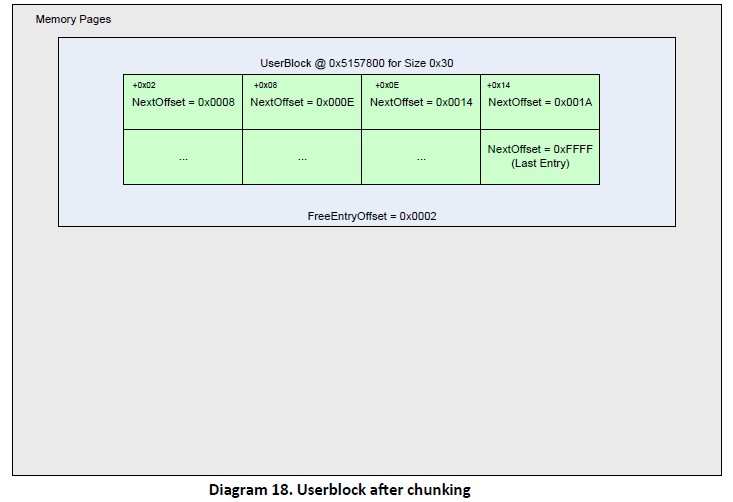 Memory Pages
UserBlock @ 0x5157800 for Size 0x30
+0x02 +0x08 +0x0E +0x14
NextOffset = 0x0008 NextOffset = 0x000E NextOffset = 0x0014 NextOffset = 0x001A
... ... ... NextOffset = 0xFFFF
(Last Entry)
FreeEntryOffset = 0x0002
Diagram 18. Userblock after chunking